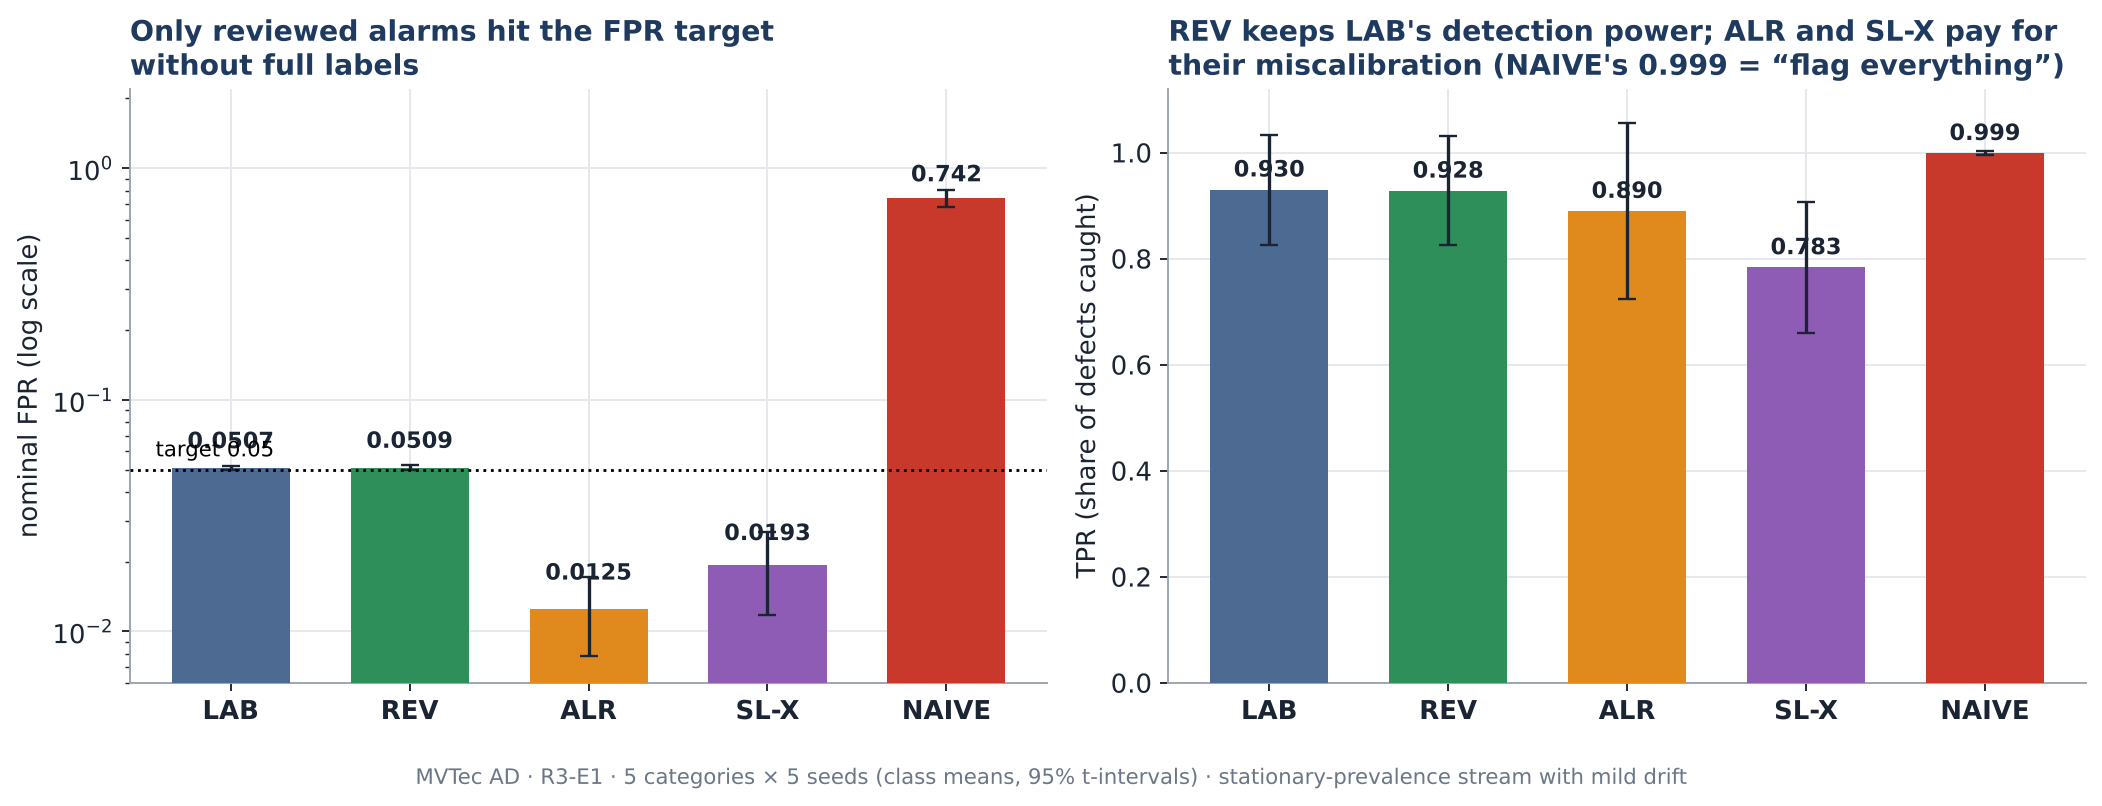 Only reviewed alarms hit the FPR target
without full labels
nominal FPR (log scale)
10⁰
10⁻¹
10⁻²
target 0.05
0.0507
0.0509
0.0125
0.0193
0.742
LAB
REV
ALR
SL-X
NAIVE
REV keeps LAB's detection power; ALR and SL-X pay for
their miscalibration (NAIVE's 0.999 = “flag everything”)
TPR (share of defects caught)
1.0
0.8
0.6
0.4
0.2
0.0
0.930
0.928
0.890
0.783
0.999
LAB
REV
ALR
SL-X
NAIVE
MVTec AD · R3-E1 · 5 categories × 5 seeds (class means, 95% t-intervals) · stationary-prevalence stream with mild drift